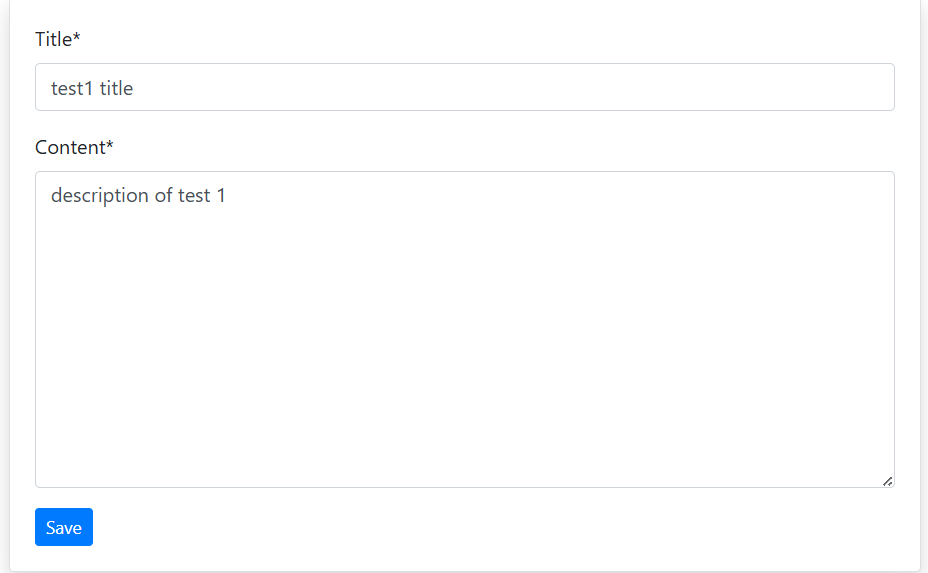 Title*
test1 title
Content*
description of test 1
Save